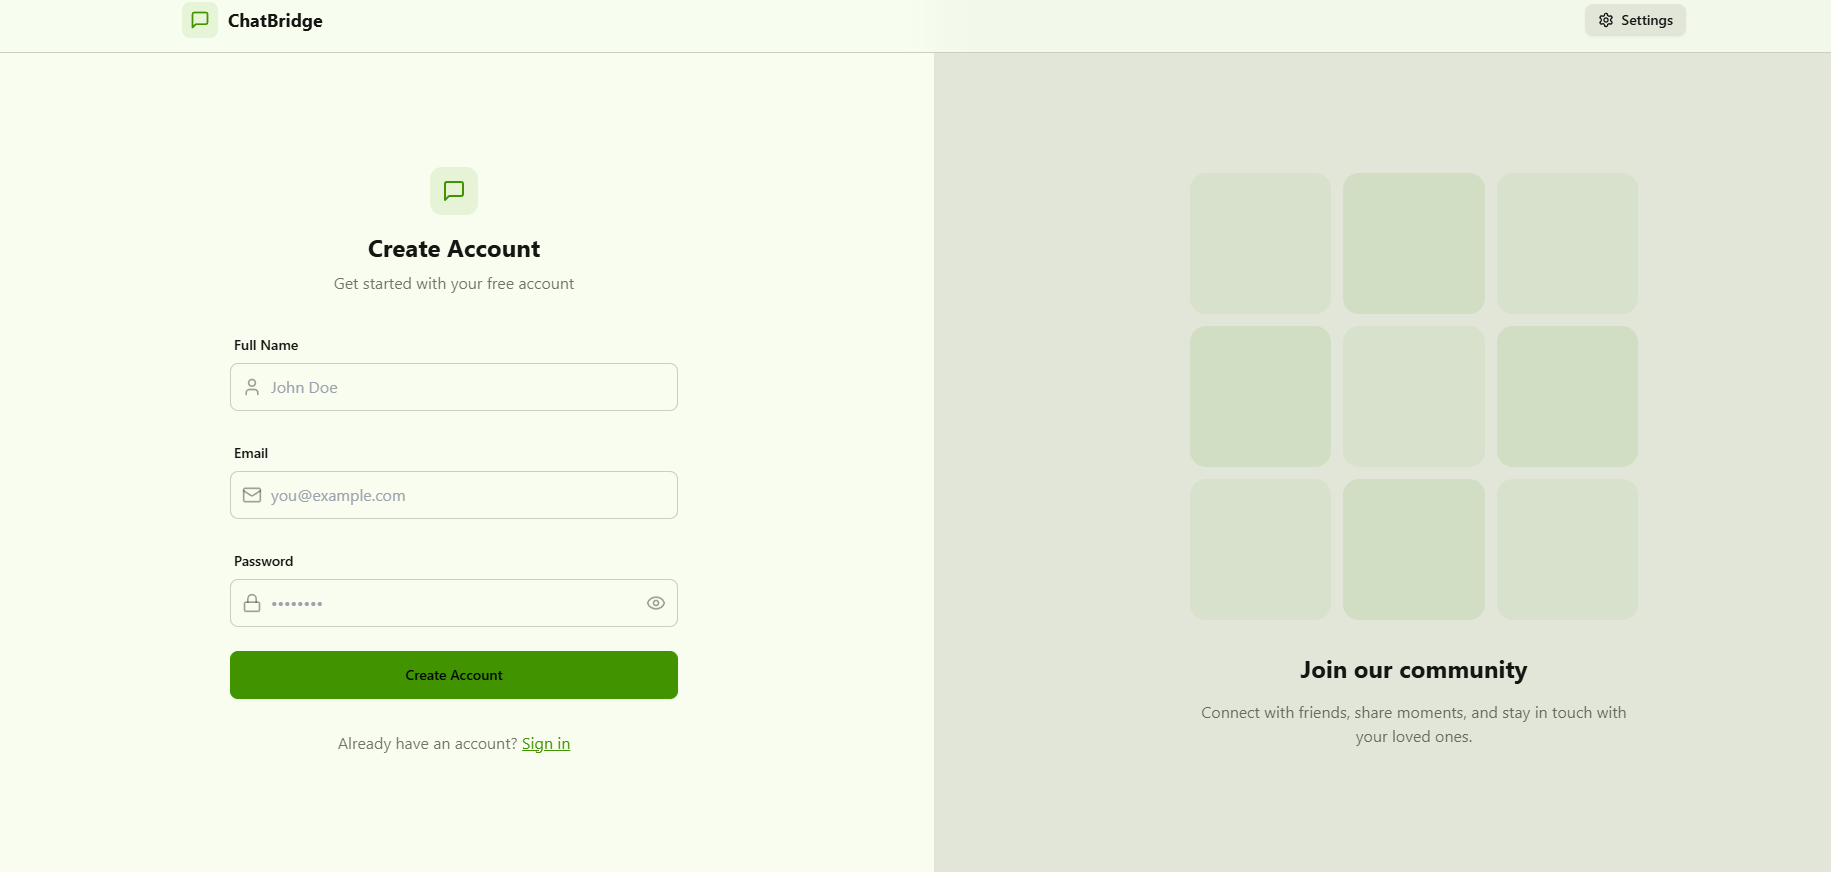 ChatBridge
Settings
Create Account
Get started with your free account
Full Name
John Doe
Email
you@example.com
Password
••••••••
Create Account
Already have an account? Sign in
Join our community
Connect with friends, share moments, and stay in touch with
your loved ones.